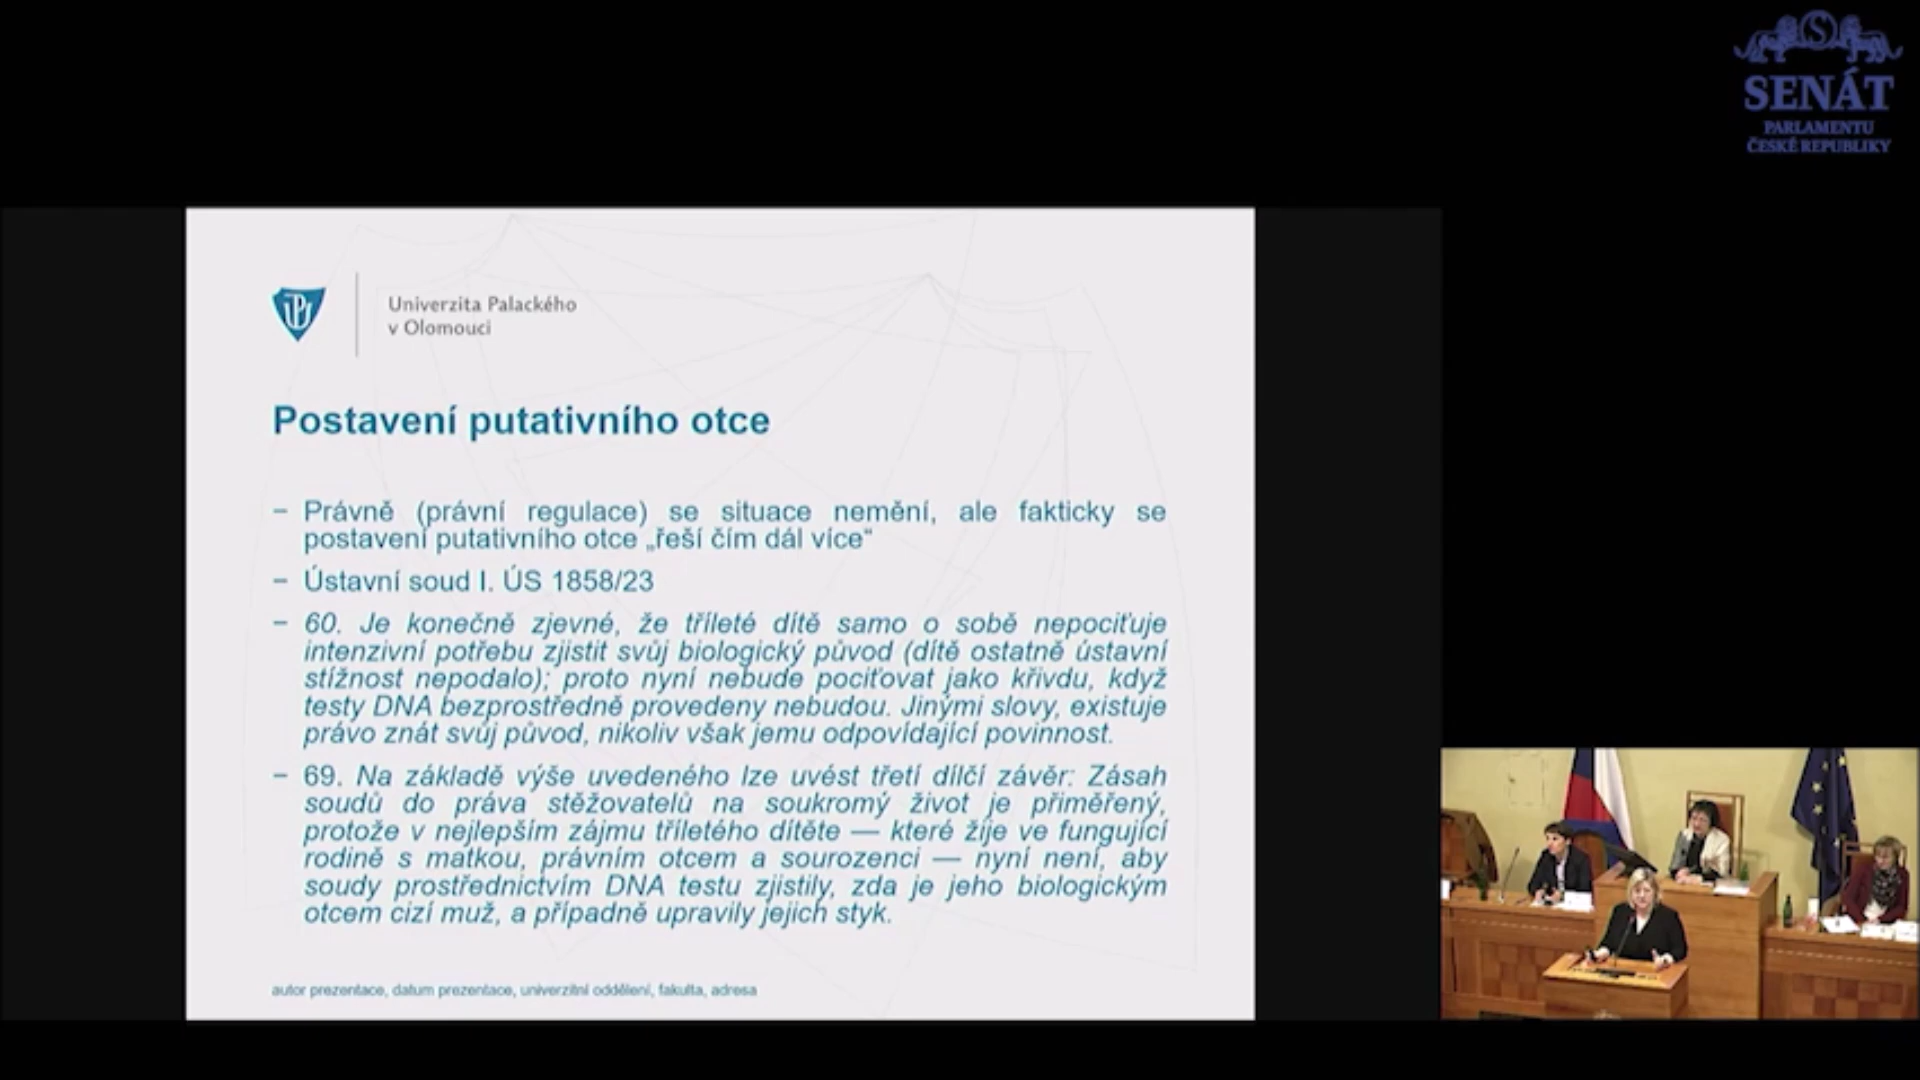 SENÁT
PARLAMENTU
ČESKÉ REPUBLIKY
Univerzita Palackého
v Olomouci
Postavení putativního otce
– Právně (právní regulace) se situace nemění, ale fakticky se
postavení putativního otce „řeší čím dál více“
– Ústavní soud I. ÚS 1858/23
– 60. Je konečně zjevné, že tříleté dítě samo o sobě nepociťuje
intenzivní potřebu zjistit svůj biologický původ (dítě ostatně ústavní
stížnost nepodalo); proto nyní nebude pociťovat jako křivdu, když
testy DNA bezprostředně provedeny nebudou. Jinými slovy, existuje
právo znát svůj původ, nikoliv však jemu odpovídající povinnost.
– 69. Na základě výše uvedeného lze uvést třetí dílčí závěr: Zásah
soudů do práva stěžovatelů na soukromý život je přiměřený,
protože v nejlepším zájmu tříletého dítěte — které žije ve fungující
rodině s matkou, právním otcem a sourozenci — nyní není, aby
soudy prostřednictvím DNA testu zjistily, zda je jeho biologickým
otcem cizí muž, a případně upravily jejich styk.
autor prezentace, datum prezentace, univerzitní oddělení, fakulta, adresa